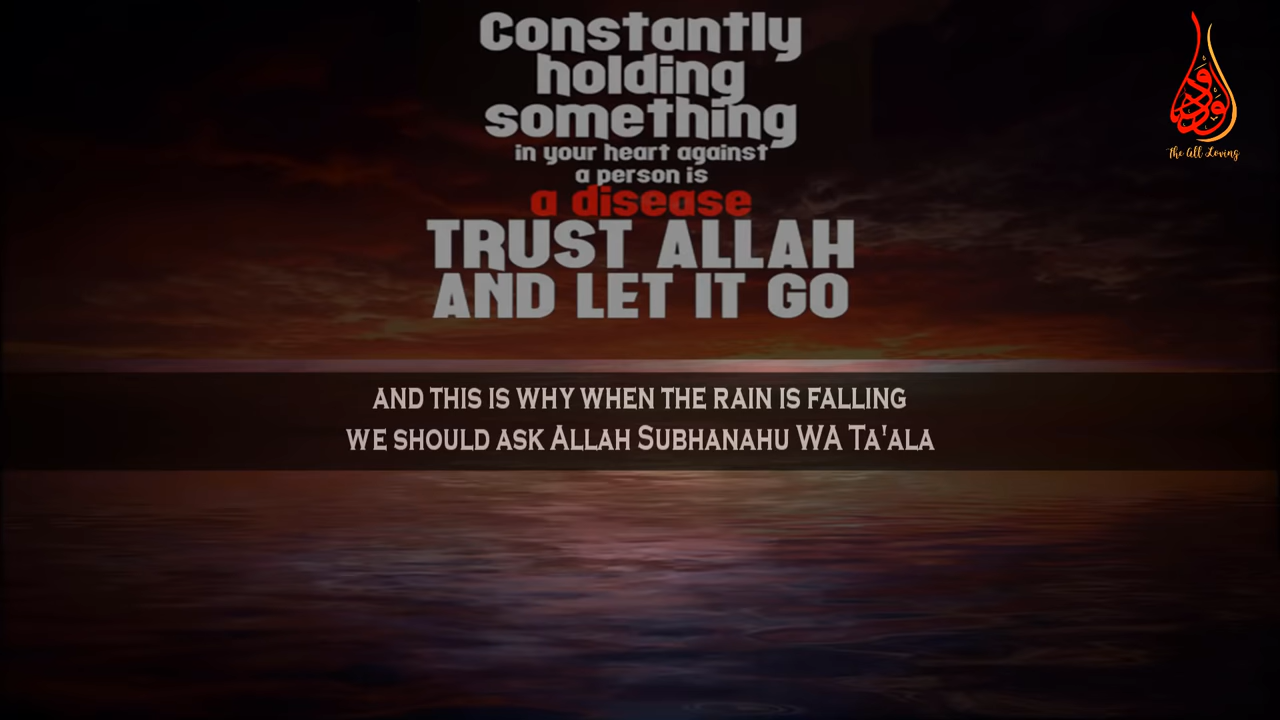 Constantly
holding
something
in your heart against
a person is
a disease
TRUST ALLAH
AND LET IT GO
The All Loving
AND THIS IS WHY WHEN THE RAIN IS FALLING
WE SHOULD ASK ALLAH SUBHANAHU WA TA'ALA